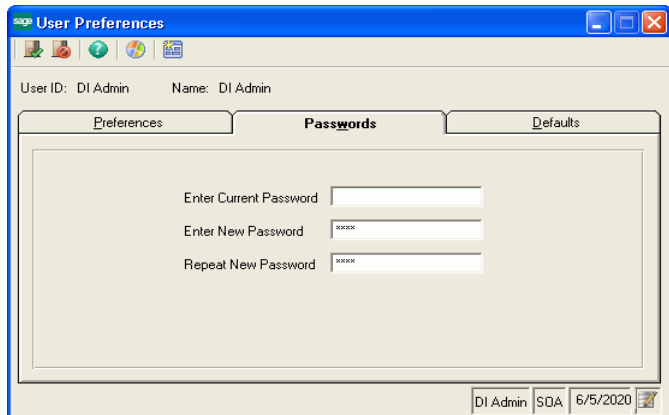 sage User Preferences
User ID: DI Admin Name: DI Admin
Preferences Passwords Defaults
Enter Current Password
Enter New Password ****
Repeat New Password ****
DI Admin SOA 6/5/2020